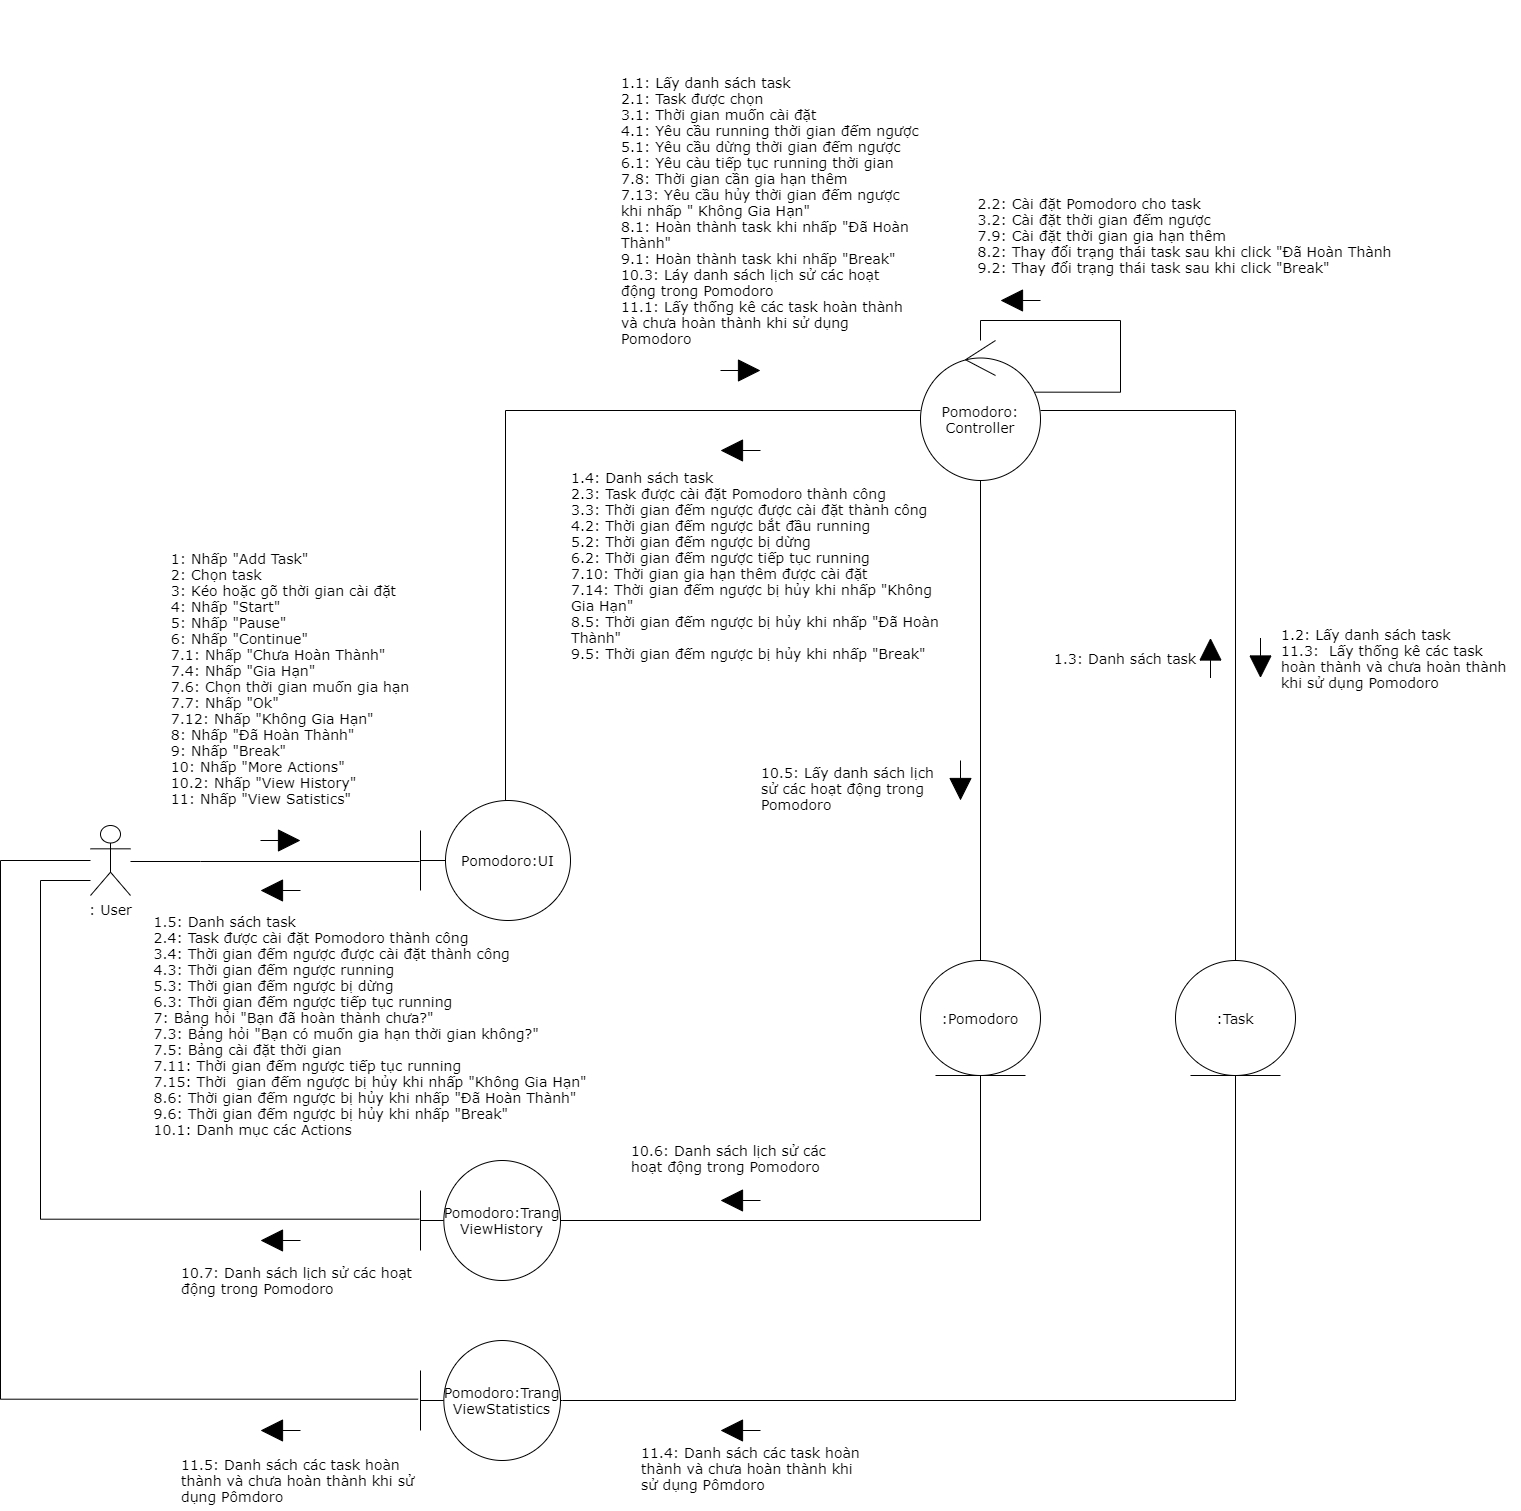 1.1: Lấy danh sách task
2.1: Task được chọn
3.1: Thời gian muốn cài đặt
4.1: Yêu cầu running thời gian đếm ngược
5.1: Yêu cầu dừng thời gian đếm ngược
6.1: Yêu càu tiếp tục running thời gian
7.8: Thời gian cần gia hạn thêm
7.13: Yêu cầu hủy thời gian đếm ngược
khi nhấp " Không Gia Hạn"
8.1: Hoàn thành task khi nhấp "Đã Hoàn
Thành"
9.1: Hoàn thành task khi nhấp "Break"
10.3: Láy danh sách lịch sử các hoạt
động trong Pomodoro
11.1: Lấy thống kê các task hoàn thành
và chưa hoàn thành khi sử dụng
Pomodoro
2.2: Cài đặt Pomodoro cho task
3.2: Cài đặt thời gian đếm ngược
7.9: Cài đặt thời gian gia hạn thêm
8.2: Thay đổi trạng thái task sau khi click "Đã Hoàn Thành
9.2: Thay đổi trạng thái task sau khi click "Break"
Pomodoro:
Controller
1.4: Danh sách task
2.3: Task được cài đặt Pomodoro thành công
3.3: Thời gian đếm ngược được cài đặt thành công
4.2: Thời gian đếm ngược bắt đầu running
5.2: Thời gian đếm ngược bị dừng
6.2: Thời gian đếm ngược tiếp tục running
7.10: Thời gian gia hạn thêm được cài đặt
7.14: Thời gian đếm ngược bị hủy khi nhấp "Không
Gia Hạn"
8.5: Thời gian đếm ngược bị hủy khi nhấp "Đã Hoàn
Thành"
9.5: Thời gian đếm ngược bị hủy khi nhấp "Break"
1: Nhấp "Add Task"
2: Chọn task
3: Kéo hoặc gõ thời gian cài đặt
4: Nhấp "Start"
5: Nhấp "Pause"
6: Nhấp "Continue"
7.1: Nhấp "Chưa Hoàn Thành"
7.4: Nhấp "Gia Hạn"
7.6: Chọn thời gian muốn gia hạn
7.7: Nhấp "Ok"
7.12: Nhấp "Không Gia Hạn"
8: Nhấp "Đã Hoàn Thành"
9: Nhấp "Break"
10: Nhấp "More Actions"
10.2: Nhấp "View History"
11: Nhấp "View Satistics"
1.3: Danh sách task
1.2: Lấy danh sách task
11.3:  Lấy thống kê các task
hoàn thành và chưa hoàn thành
khi sử dụng Pomodoro
10.5: Lấy danh sách lịch
sử các hoạt động trong
Pomodoro
Pomodoro:UI
: User
1.5: Danh sách task
2.4: Task được cài đặt Pomodoro thành công
3.4: Thời gian đếm ngược được cài đặt thành công
4.3: Thời gian đếm ngược running
5.3: Thời gian đếm ngược bị dừng
6.3: Thời gian đếm ngược tiếp tục running
7: Bảng hỏi "Bạn đã hoàn thành chưa?"
7.3: Bảng hỏi "Bạn có muốn gia hạn thời gian không?"
7.5: Bảng cài đặt thời gian
7.11: Thời gian đếm ngược tiếp tục running
7.15: Thời  gian đếm ngược bị hủy khi nhấp "Không Gia Hạn"
8.6: Thời gian đếm ngược bị hủy khi nhấp "Đã Hoàn Thành"
9.6: Thời gian đếm ngược bị hủy khi nhấp "Break"
10.1: Danh mục các Actions
:Pomodoro
:Task
10.6: Danh sách lịch sử các
hoạt động trong Pomodoro
Pomodoro:Trang
ViewHistory
10.7: Danh sách lịch sử các hoạt
động trong Pomodoro
Pomodoro:Trang
ViewStatistics
11.4: Danh sách các task hoàn
thành và chưa hoàn thành khi
sử dụng Pômdoro
11.5: Danh sách các task hoàn
thành và chưa hoàn thành khi sử
dụng Pômdoro